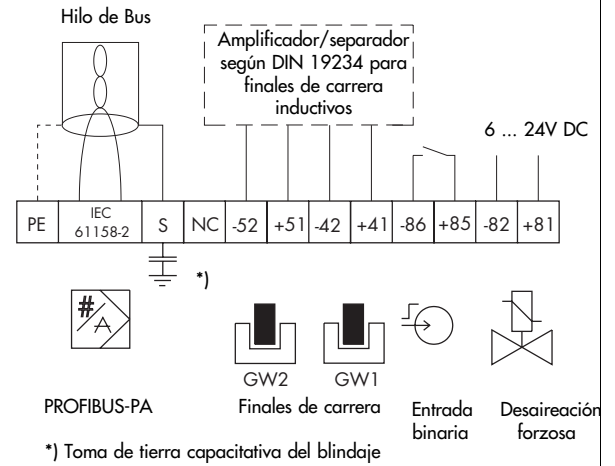 Hilo de Bus
Amplificador/separador
según DIN 19234 para
finales de carrera
inductivos
6 ... 24V DC
PE IEC 61158-2 S NC -52 +51 -42 +41 -86 +85 -82 +81
*)
# A
GW2 GW1
PROFIBUS-PA Finales de carrera Entrada binaria Desaireación forzosa
*) Toma de tierra capacitativa del blindaje